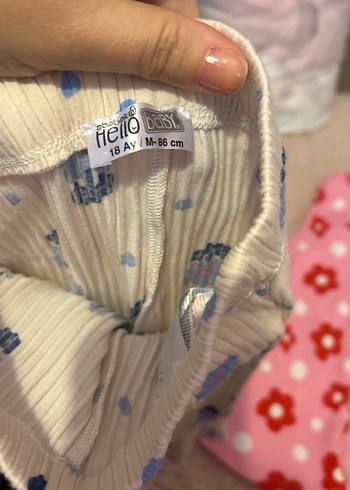 Hello BABY
18 Ay / M- 86 cm